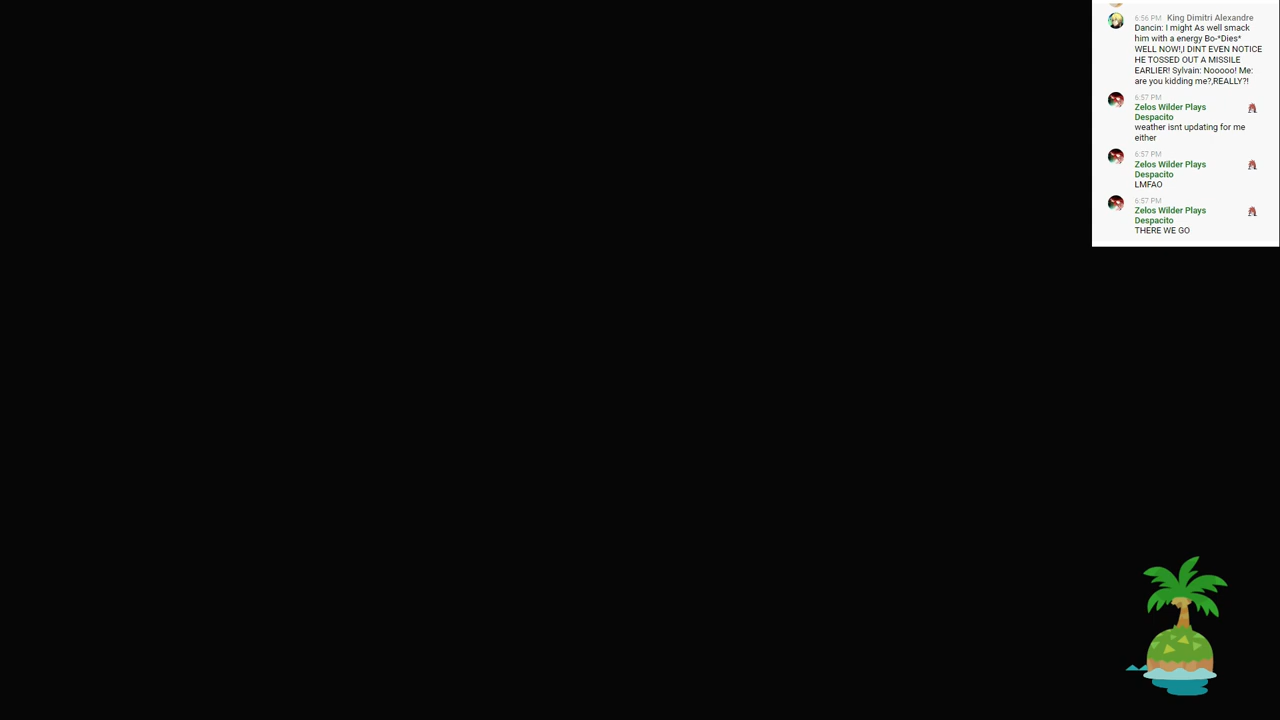 6:56 PM King Dimitri Alexandre
Dancin: I might As well smack
him with a energy Bo-*Dies*
WELL NOW!,I DINT EVEN NOTICE
HE TOSSED OUT A MISSILE
EARLIER! Sylvain: Nooooo! Me:
are you kidding me?,REALLY?!
6:57 PM
Zelos Wilder Plays
Despacito
weather isnt updating for me
either
6:57 PM
Zelos Wilder Plays
Despacito
LMFAO
6:57 PM
Zelos Wilder Plays
Despacito
THERE WE GO